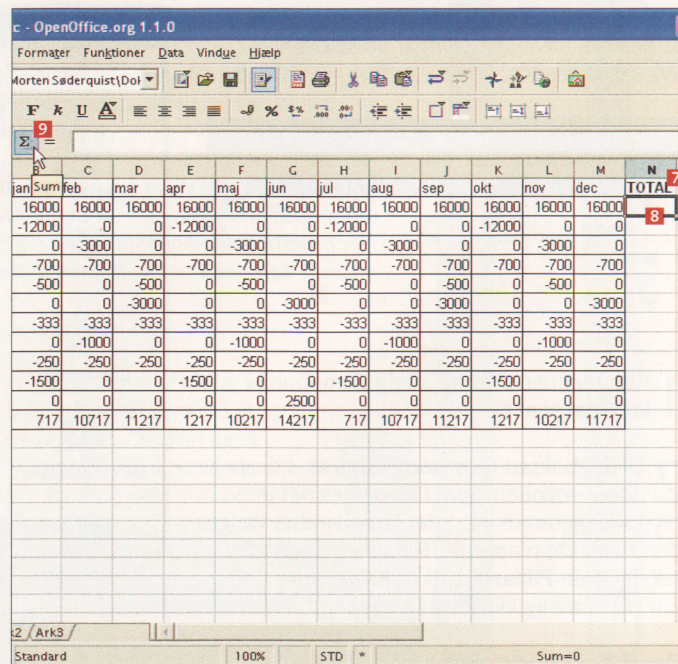 c - OpenOffice.org 1.1.0
Formater Funktioner Data Vindue Hjælp
Morten Søderquist\Dok
F k U A % $% .000
9
Σ =
B C D E F G H I J K L M N
jan Sum feb mar apr maj jun jul aug sep okt nov dec TOTAL 7
16000 16000 16000 16000 16000 16000 16000 16000 16000 16000 16000 16000 8
-12000 0 0 -12000 0 0 -12000 0 0 -12000 0 0
0 -3000 0 0 -3000 0 0 -3000 0 0 -3000 0
-700 -700 -700 -700 -700 -700 -700 -700 -700 -700 -700 -700
-500 0 -500 0 -500 0 -500 0 -500 0 -500 0
0 0 -3000 0 0 -3000 0 0 -3000 0 0 -3000
-333 -333 -333 -333 -333 -333 -333 -333 -333 -333 -333 -333
0 -1000 0 0 -1000 0 0 -1000 0 0 -1000 0
-250 -250 -250 -250 -250 -250 -250 -250 -250 -250 -250 -250
-1500 0 0 -1500 0 0 -1500 0 0 -1500 0 0
0 0 0 0 0 2500 0 0 0 0 0 0
717 10717 11217 1217 10217 14217 717 10717 11217 1217 10217 11717
k2 / Ark3 /
Standard 100% STD * Sum=0